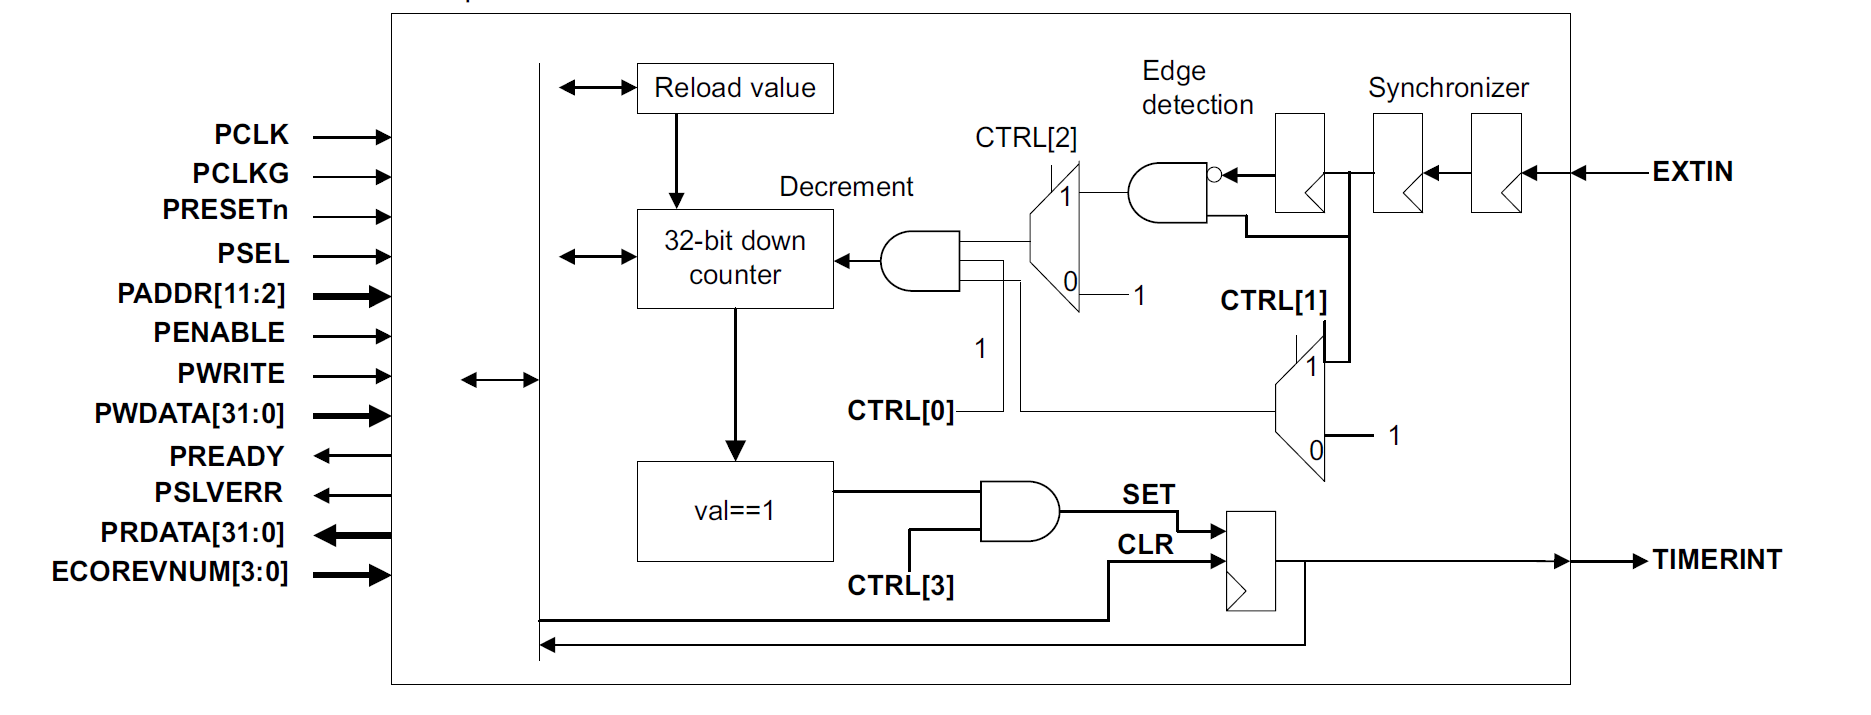 PCLK
PCLKG
PRESETn
PSEL
PADDR[11:2]
PENABLE
PWRITE
PWDATA[31:0]
PREADY
PSLVERR
PRDATA[31:0]
ECOREVNUM[3:0]
Reload value
Decrement
32-bit down
counter
val==1
CTRL[2]
1
0
1
Edge
detection
Synchronizer
EXTIN
CTRL[1]
1
0
1
1
CTRL[0]
CTRL[3]
SET
CLR
TIMERINT